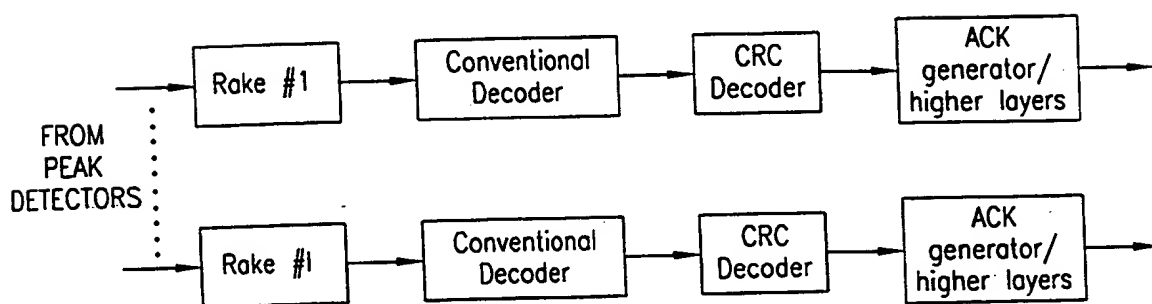 Rake #1
Conventional
Decoder
CRC
Decoder
ACK
generator/
higher layers
FROM
PEAK
DETECTORS
Rake #l
Conventional
Decoder
CRC
Decoder
ACK
generator/
higher layers